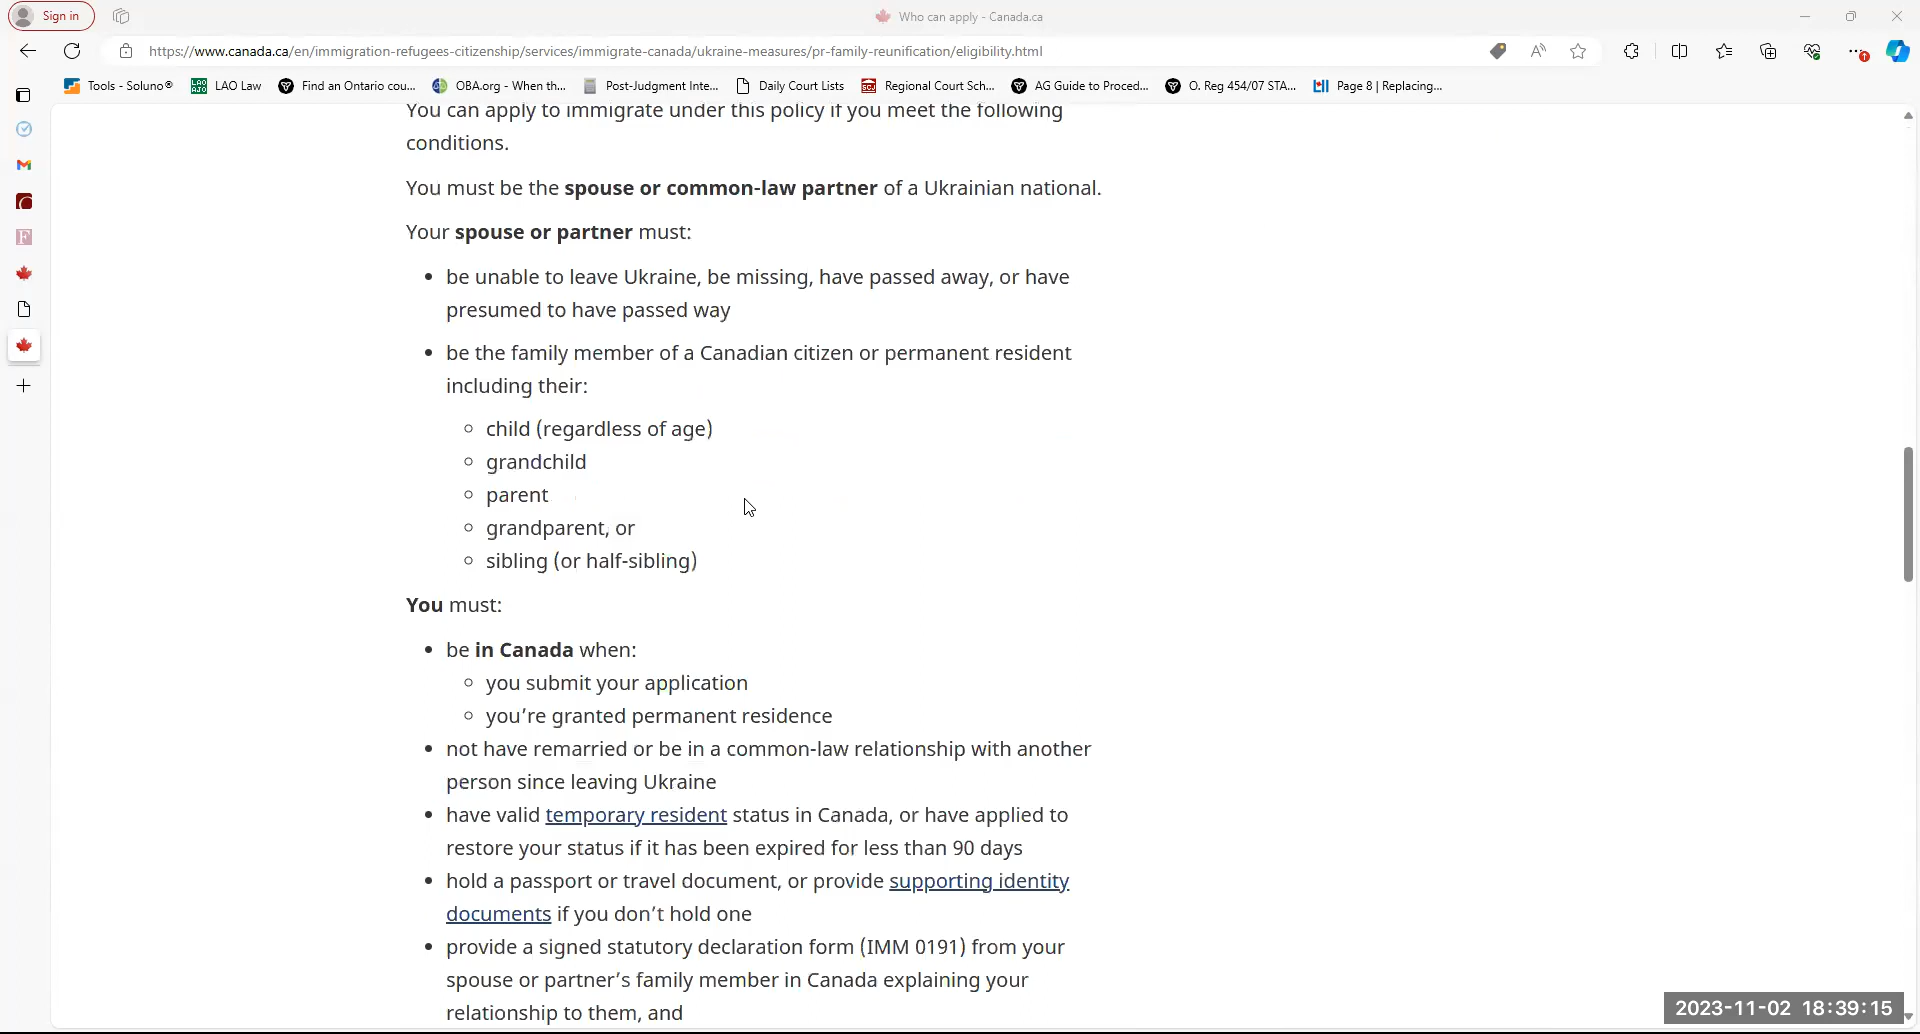 Sign in
Who can apply - Canada.ca
https://www.canada.ca/en/immigration-refugees-citizenship/services/immigrate-canada/ukraine-measures/pr-family-reunification/eligibility.html
Tools - Soluno® LAO Law Find an Ontario cou... OBA.org - When th... Post-Judgment Inte... Daily Court Lists Regional Court Sch... AG Guide to Proced... O. Reg 454/07 STA... Page 8 | Replacing...
You can apply to immigrate under this policy if you meet the following
conditions.
You must be the spouse or common-law partner of a Ukrainian national.
Your spouse or partner must:
be unable to leave Ukraine, be missing, have passed away, or have
presumed to have passed way
be the family member of a Canadian citizen or permanent resident
including their:
child (regardless of age)
grandchild
parent
grandparent, or
sibling (or half-sibling)
You must:
be in Canada when:
you submit your application
you’re granted permanent residence
not have remarried or be in a common-law relationship with another
person since leaving Ukraine
have valid temporary resident status in Canada, or have applied to
restore your status if it has been expired for less than 90 days
hold a passport or travel document, or provide supporting identity
documents if you don’t hold one
provide a signed statutory declaration form (IMM 0191) from your
spouse or partner’s family member in Canada explaining your
relationship to them, and
2023-11-02 18:39:15